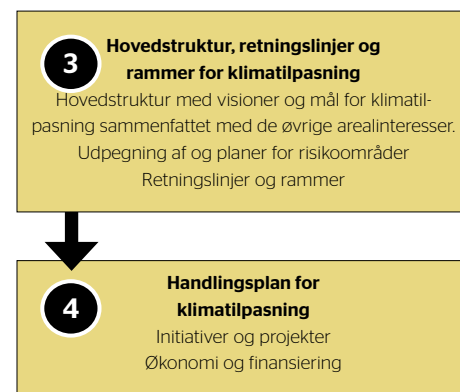 3
Hovedstruktur, retningslinjer og
rammer for klimatilpasning
Hovedstruktur med visioner og mål for klimatil-
pasning sammenfattet med de øvrige arealinteresser.
Udpegning af og planer for risikoområder
Retningslinjer og rammer
4
Handlingsplan for
klimatilpasning
Initiativer og projekter
Økonomi og finansiering